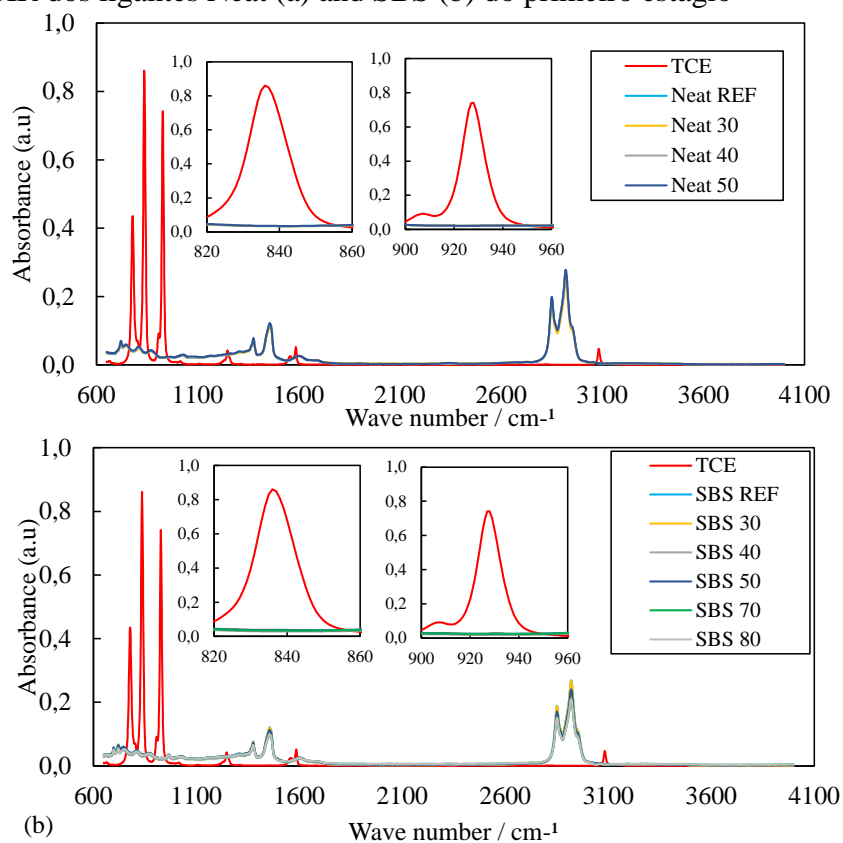 dos ligantes Neat (a) and SBS (b) do primeiro estágio
1,0
0,8
0,6
0,4
0,2
0,0
Absorbance (a.u)
600 1100 1600 2100 2600 3100 3600 4100
Wave number / cm-¹
1,0
0,8
0,6
0,4
0,2
0,0
820 840 860
1,0
0,8
0,6
0,4
0,2
0,0
900 920 940 960
TCE
Neat REF
Neat 30
Neat 40
Neat 50
1,0
0,8
0,6
0,4
0,2
0,0
Absorbance (a.u)
600 1100 1600 2100 2600 3100 3600 4100
(b)
Wave number / cm-¹
1,0
0,8
0,6
0,4
0,2
0,0
820 840 860
1,0
0,8
0,6
0,4
0,2
0,0
900 920 940 960
TCE
SBS REF
SBS 30
SBS 40
SBS 50
SBS 70
SBS 80